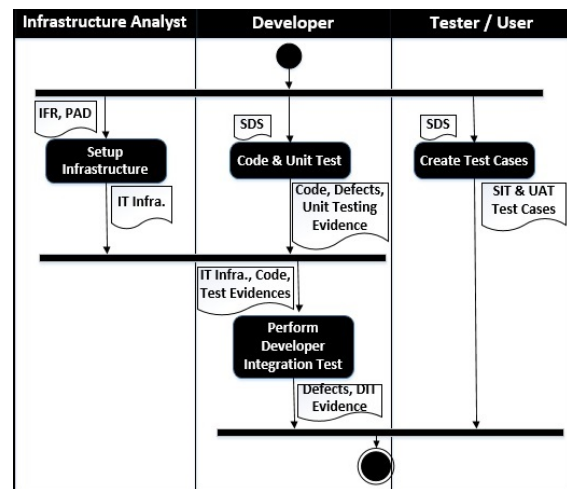 Infrastructure Analyst
Developer
Tester / User
IFR, PAD
SDS
SDS
Setup
Infrastructure
Code & Unit Test
Create Test Cases
IT Infra.
Code, Defects,
Unit Testing
Evidence
SIT & UAT
Test Cases
IT Infra., Code,
Test Evidences
Perform
Developer
Integration Test
Defects, DIT
Evidence